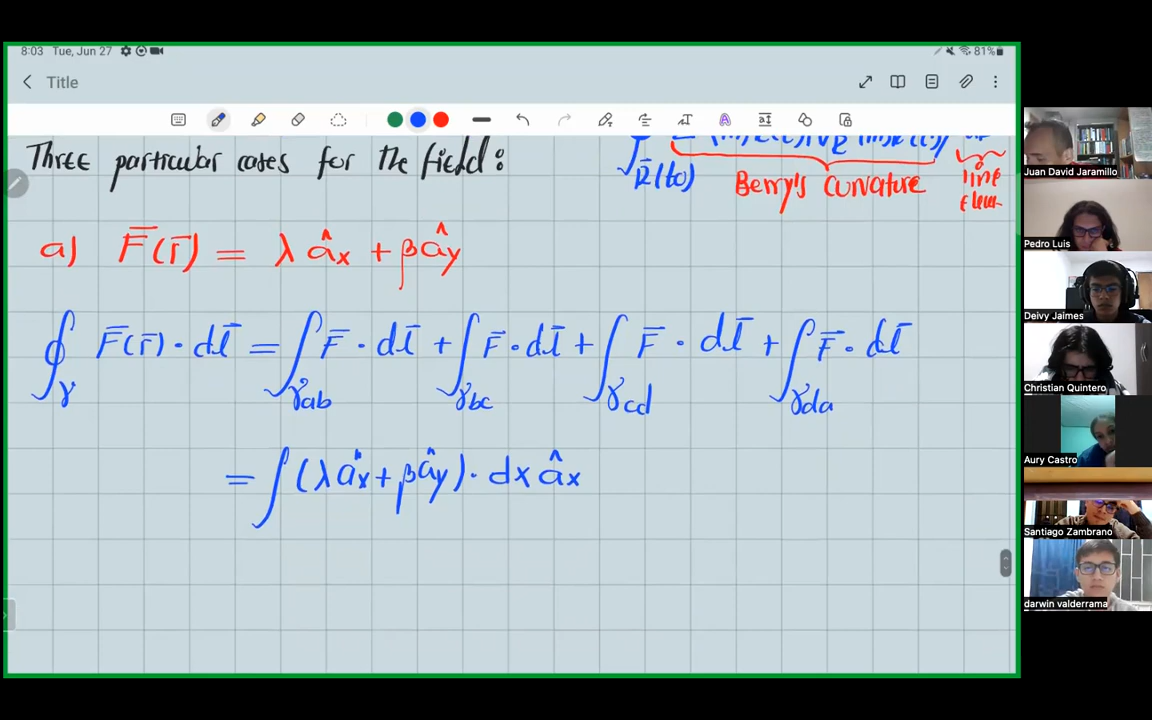 8:03 Tue, Jun 27 81%
Title
Three particular cases for the field:
R̄(t₀) Berry's curvature line
a) F̄(r̄) = λ âx + β ây
∮γ F̄(r̄) · dl̄ = ∫γab F̄ · dl̄ + ∫γbc F̄ · dl̄ + ∫γcd F̄ · dl̄ + ∫γda F̄ · dl̄
= ∫ (λ âx + β ây) · dx âx
Juan David Jaramillo
Pedro Luis
Deivy Jaimes
Christian Quintero
Aury Castro
Santiago Zambrano
darwin valderrama